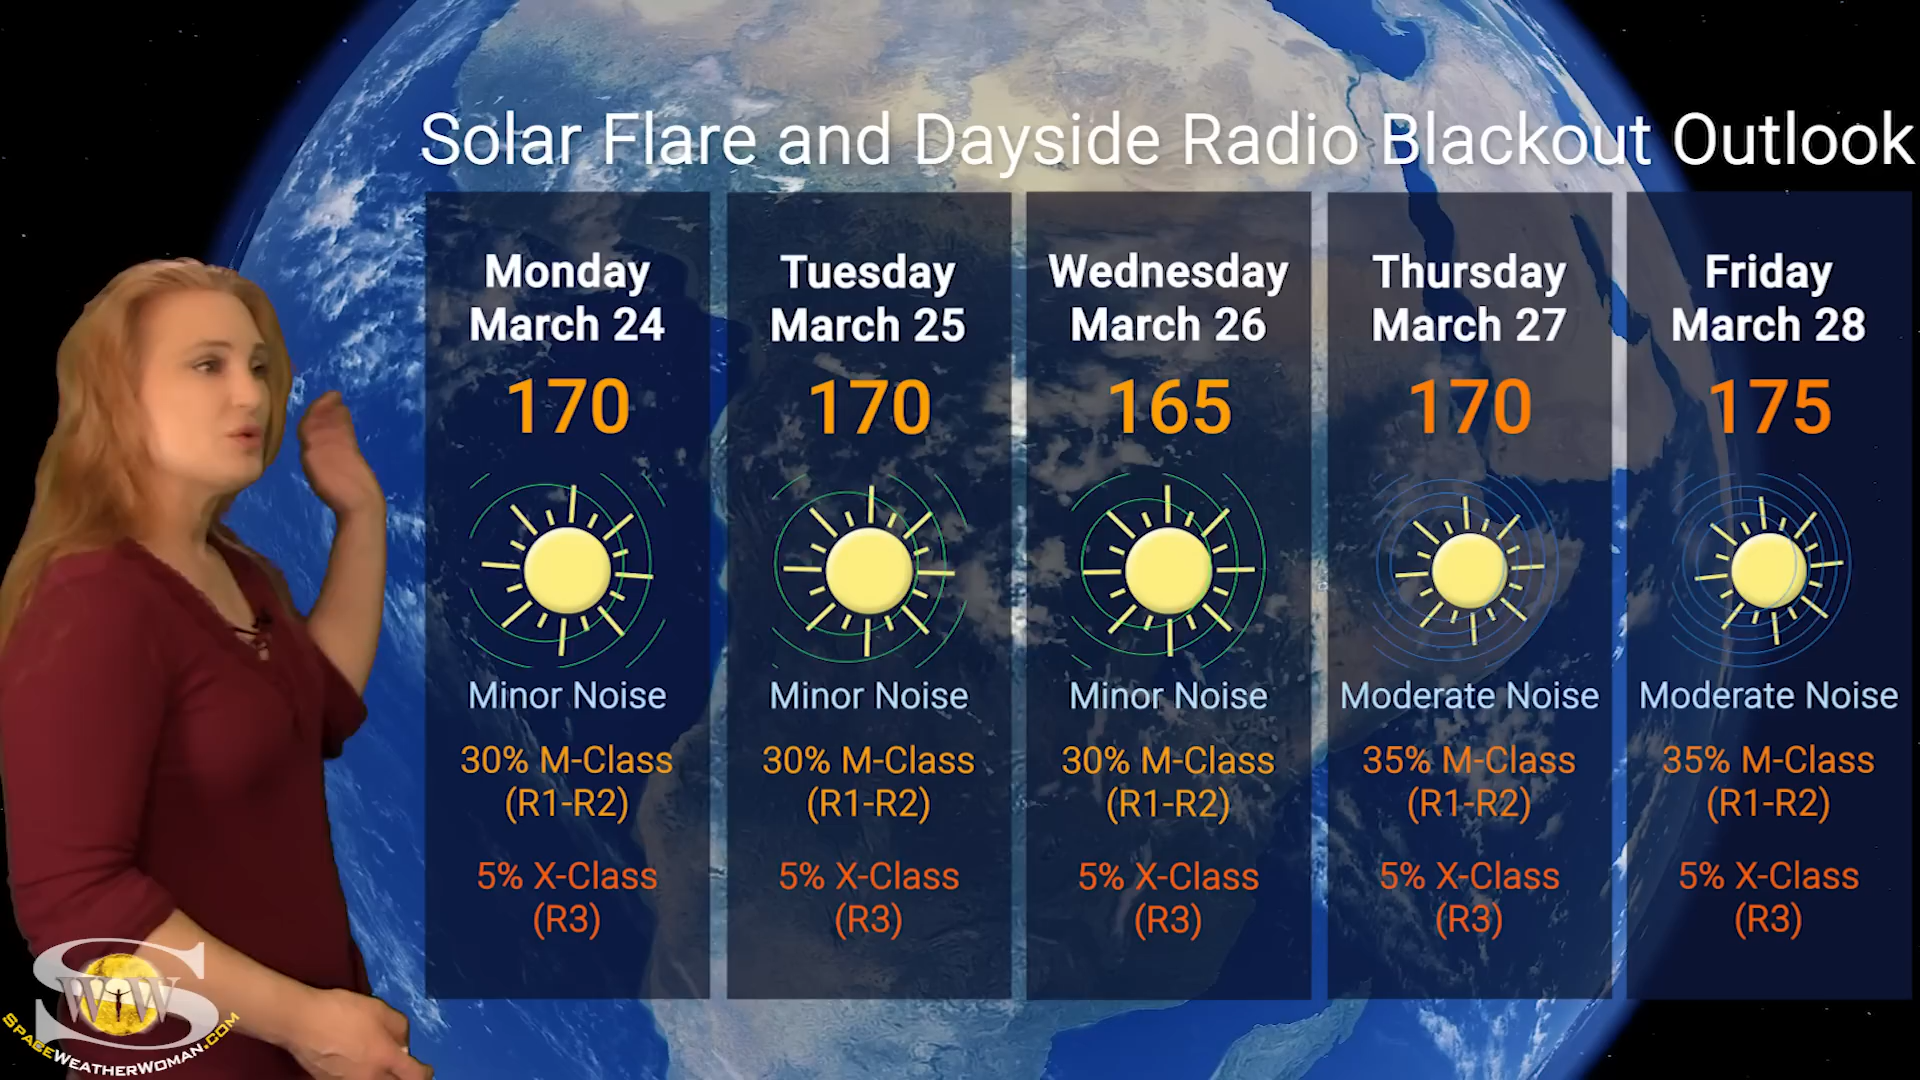 Solar Flare and Dayside Radio Blackout Outlook
Monday
March 24
170
Minor Noise
30% M-Class
(R1-R2)
5% X-Class
(R3)
Tuesday
March 25
170
Minor Noise
30% M-Class
(R1-R2)
5% X-Class
(R3)
Wednesday
March 26
165
Minor Noise
30% M-Class
(R1-R2)
5% X-Class
(R3)
Thursday
March 27
170
Moderate Noise
35% M-Class
(R1-R2)
5% X-Class
(R3)
Friday
March 28
175
Moderate Noise
35% M-Class
(R1-R2)
5% X-Class
(R3)
SWW
SPACEWEATHERWOMAN.COM